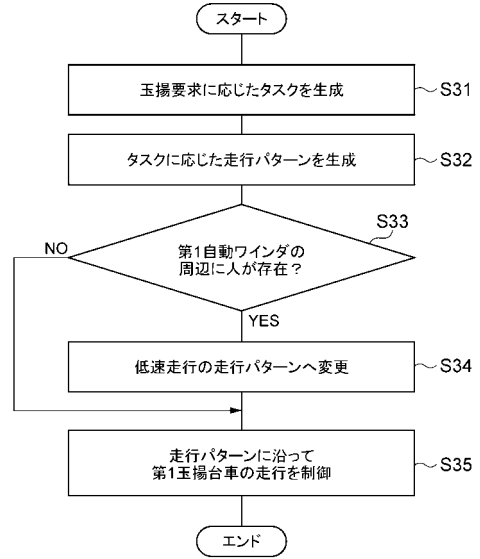 スタート
玉揚要求に応じたタスクを生成
S31
タスクに応じた走行パターンを生成
S32
S33
第1自動ワインダの
周辺に人が存在？
NO
YES
低速走行の走行パターンへ変更
S34
走行パターンに沿って
第1玉揚台車の走行を制御
S35
エンド